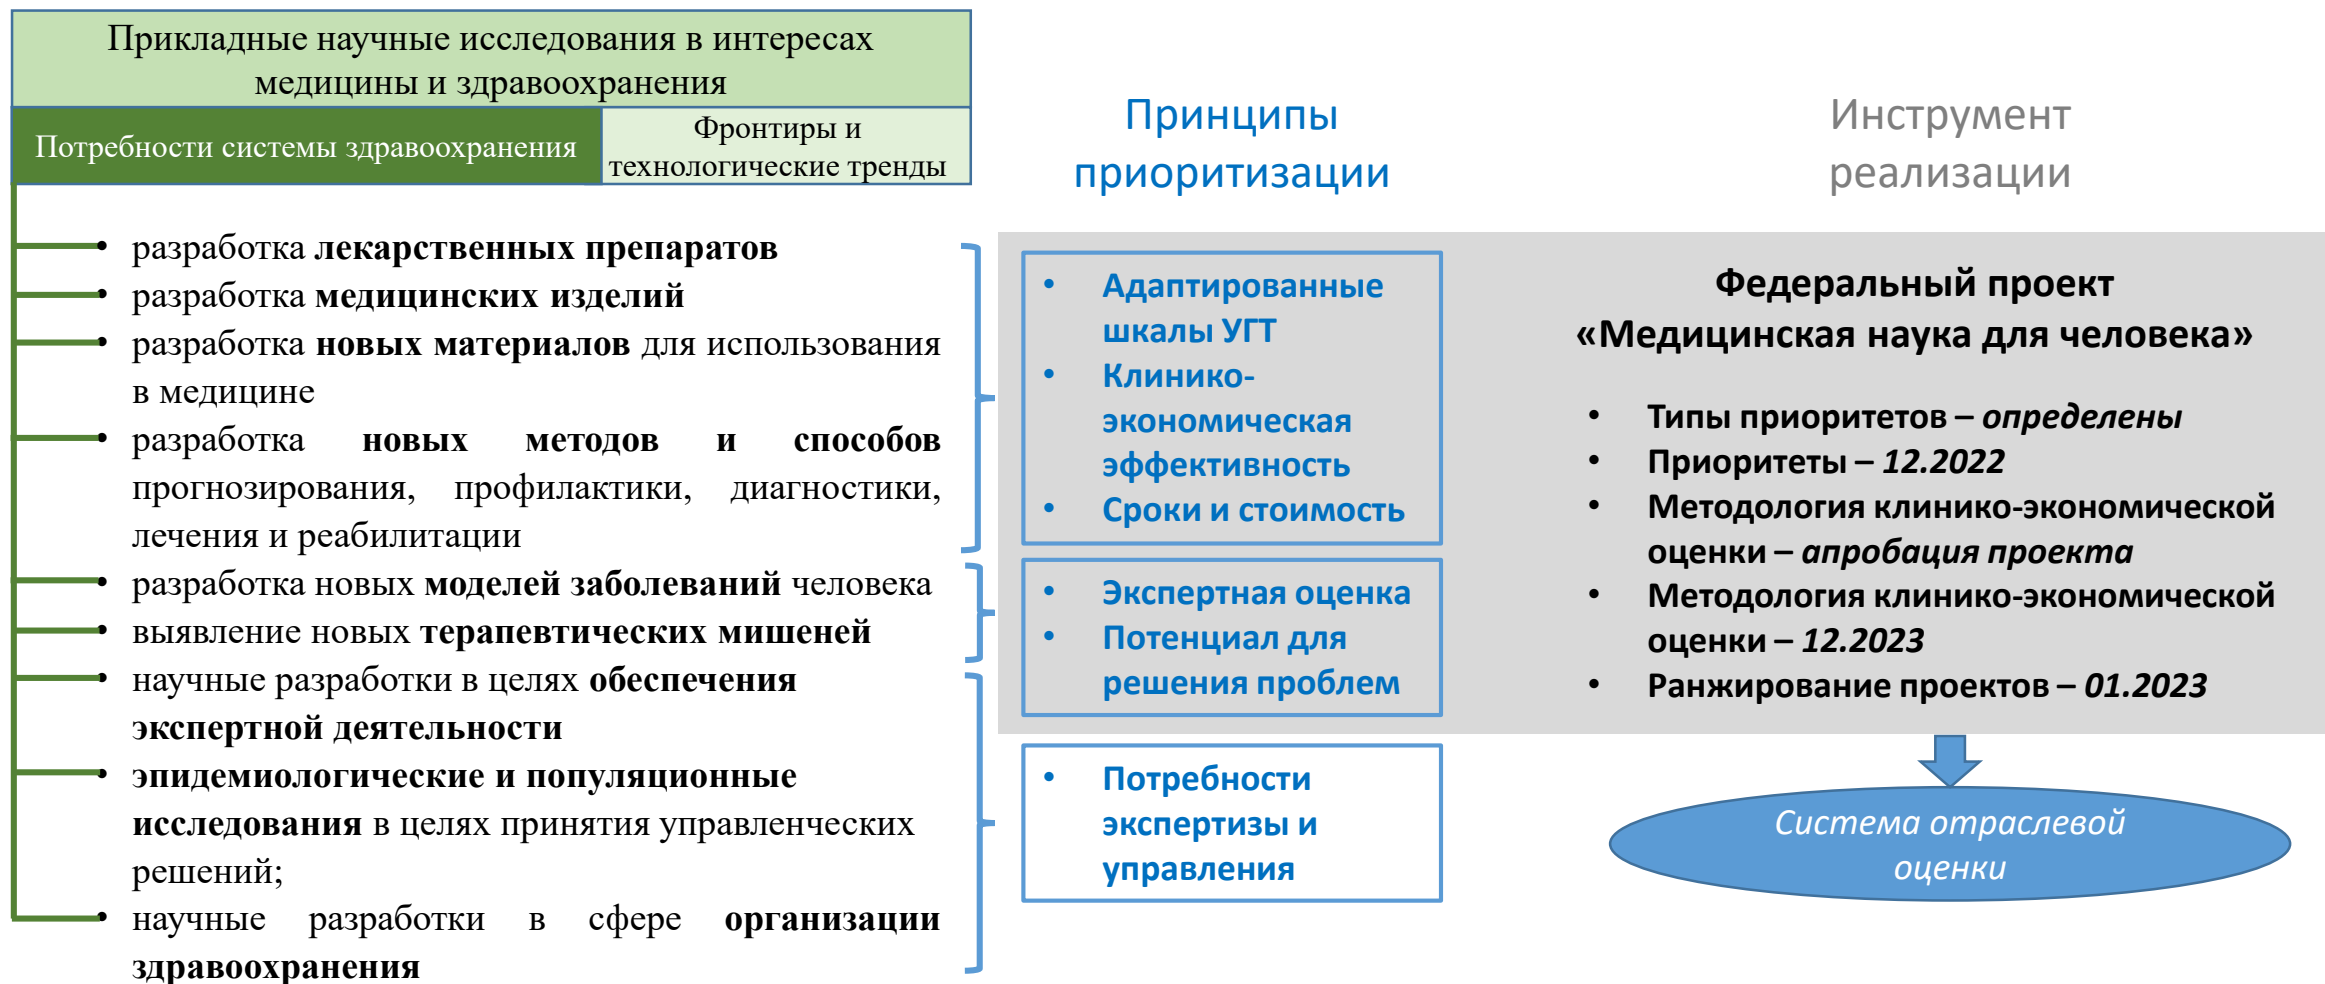 Прикладные научные исследования в интересах
медицины и здравоохранения
Потребности системы здравоохранения
Фронтиры и
технологические тренды
• разработка лекарственных препаратов
• разработка медицинских изделий
• разработка новых материалов для использования
в медицине
• разработка новых методов и способов
прогнозирования, профилактики, диагностики,
лечения и реабилитации
• разработка новых моделей заболеваний человека
• выявление новых терапевтических мишеней
• научные разработки в целях обеспечения
экспертной деятельности
• эпидемиологические и популяционные
исследования в целях принятия управленческих
решений;
• научные разработки в сфере организации
здравоохранения
Принципы
приоритизации
• Адаптированные
шкалы УГТ
• Клинико-
экономическая
эффективность
• Сроки и стоимость
• Экспертная оценка
• Потенциал для
решения проблем
• Потребности
экспертизы и
управления
Инструмент
реализации
Федеральный проект
«Медицинская наука для человека»
• Типы приоритетов – определены
• Приоритеты – 12.2022
• Методология клинико-экономической
оценки – апробация проекта
• Методология клинико-экономической
оценки – 12.2023
• Ранжирование проектов – 01.2023
Система отраслевой
оценки